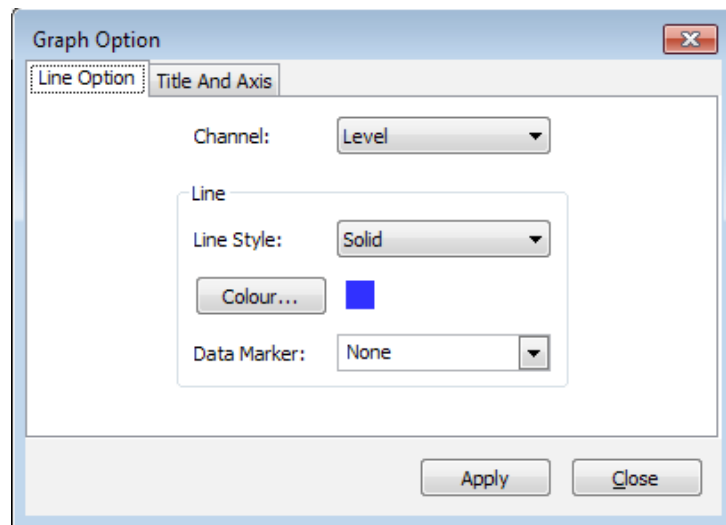 Graph Option
Line Option Title And Axis
Channel: Level
Line
Line Style: Solid
Colour...
Data Marker: None
Apply Close